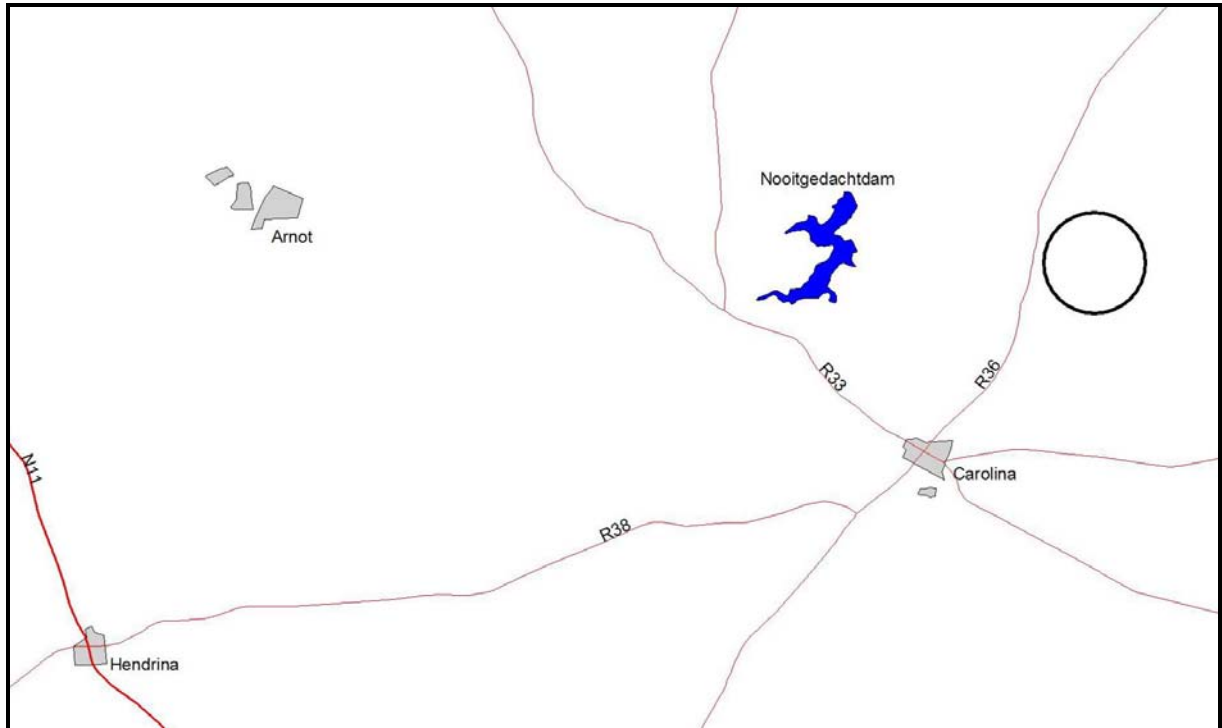 Nooitgedachtdam
Arnot
R33
R36
N11
Carolina
R38
Hendrina